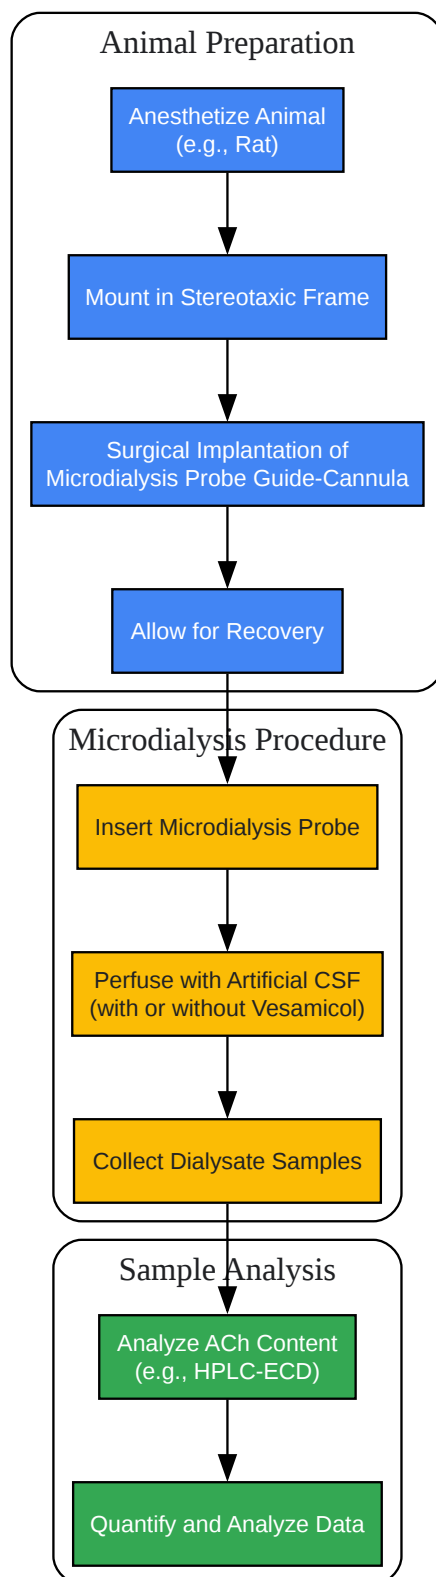 Animal Preparation
Anesthetize Animal
(e.g., Rat)
Mount in Stereotaxic Frame
Surgical Implantation of
Microdialysis Probe Guide-Cannula
Allow for Recovery
Microdialysis Procedure
Insert Microdialysis Probe
Perfuse with Artificial CSF
(with or without Vesamicol)
Collect Dialysate Samples
Sample Analysis
Analyze ACh Content
(e.g., HPLC-ECD)
Quantify and Analyze Data